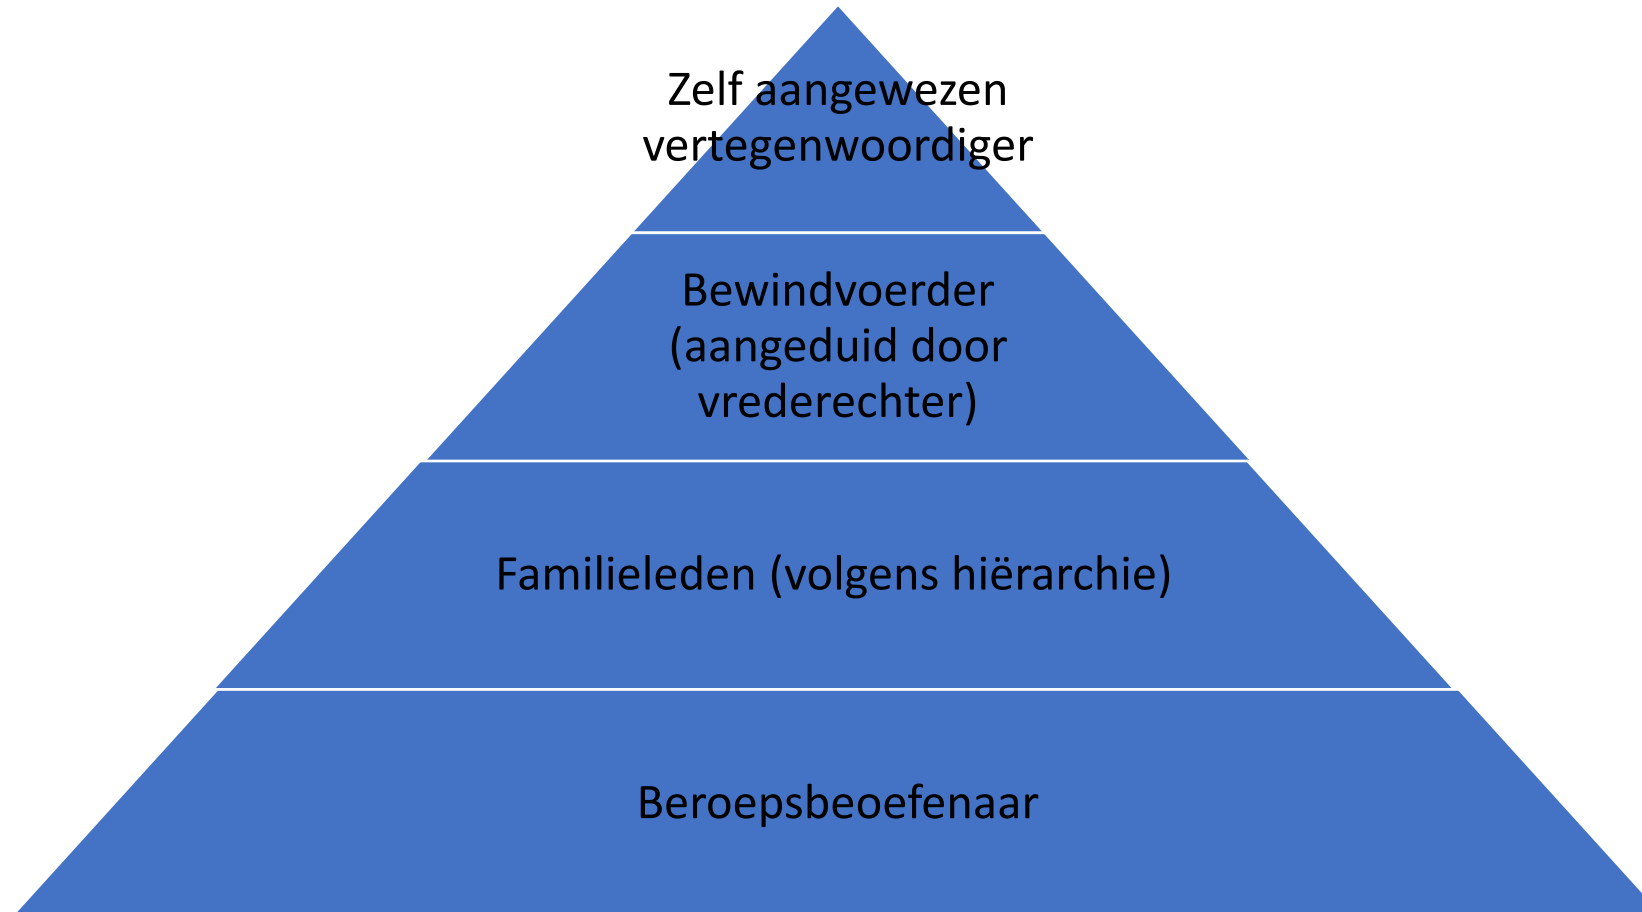 Zelf aangewezen
vertegenwoordiger
Bewindvoerder
(aangeduid door
vrederechter)
Familieleden (volgens hiërarchie)
Beroepsbeoefenaar